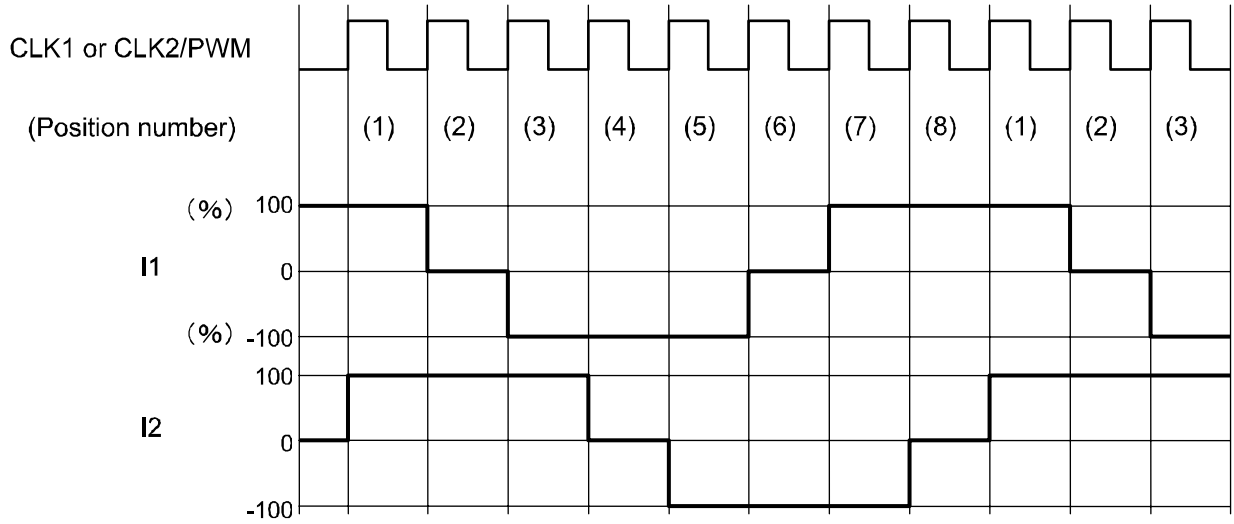 CLK1 or CLK2/PWM
(Position number) (1) (2) (3) (4) (5) (6) (7) (8) (1) (2) (3)
(%) 100
I1 0
(%) -100
100
I2 0
-100